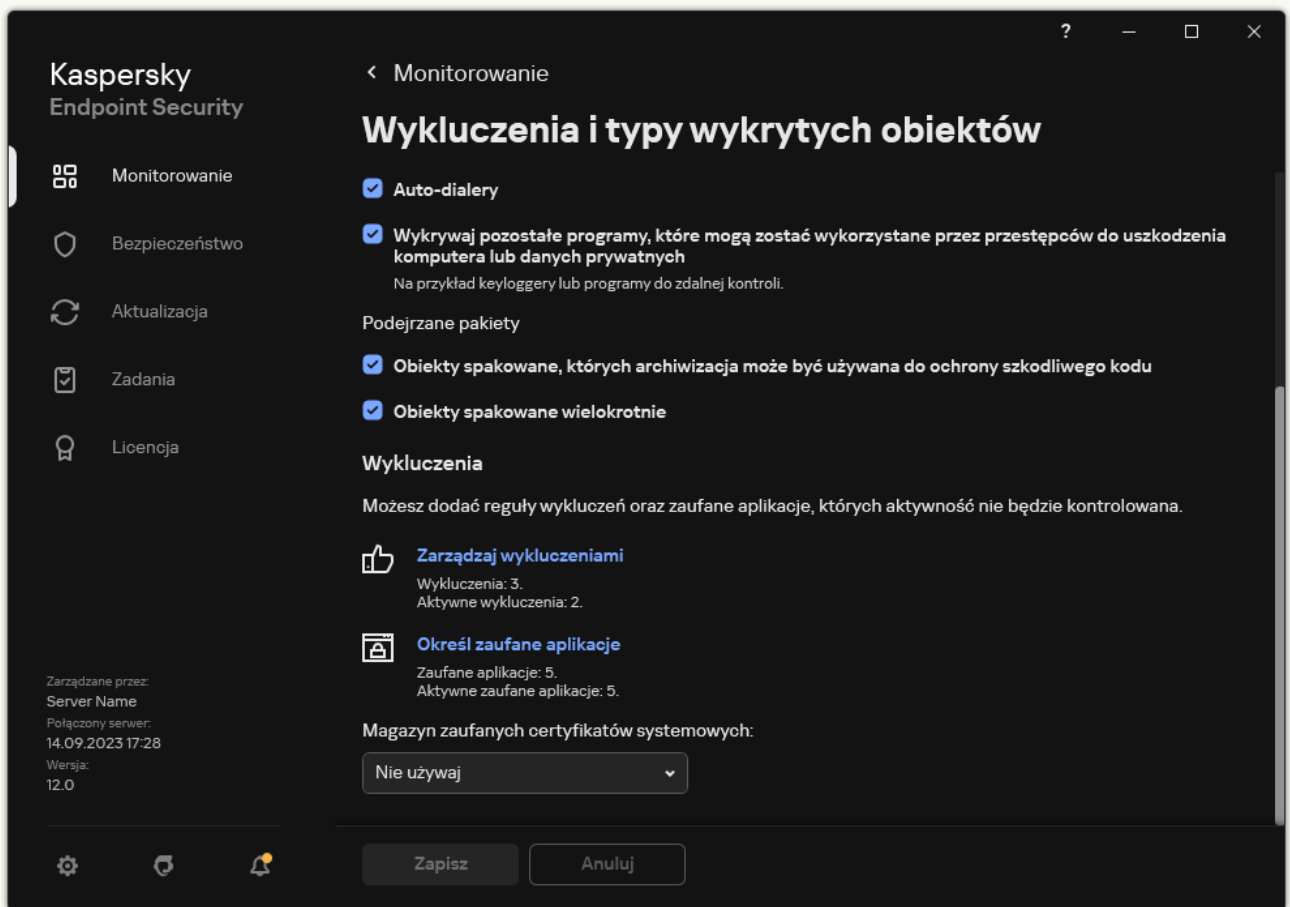 ?
Kaspersky
Endpoint Security
Monitorowanie
Bezpieczeństwo
Aktualizacja
Zadania
Licencja
Zarządzane przez:
Server Name
Połączony serwer:
14.09.2023 17:28
Wersja:
12.0
Monitorowanie
Wykluczenia i typy wykrytych obiektów
Auto-dialery
Wykrywaj pozostałe programy, które mogą zostać wykorzystane przez przestępców do uszkodzenia
komputera lub danych prywatnych
Na przykład keyloggery lub programy do zdalnej kontroli.
Podejrzane pakiety
Obiekty spakowane, których archiwizacja może być używana do ochrony szkodliwego kodu
Obiekty spakowane wielokrotnie
Wykluczenia
Możesz dodać reguły wykluczeń oraz zaufane aplikacje, których aktywność nie będzie kontrolowana.
Zarządzaj wykluczeniami
Wykluczenia: 3.
Aktywne wykluczenia: 2.
Określ zaufane aplikacje
Zaufane aplikacje: 5.
Aktywne zaufane aplikacje: 5.
Magazyn zaufanych certyfikatów systemowych:
Nie używaj
Zapisz
Anuluj